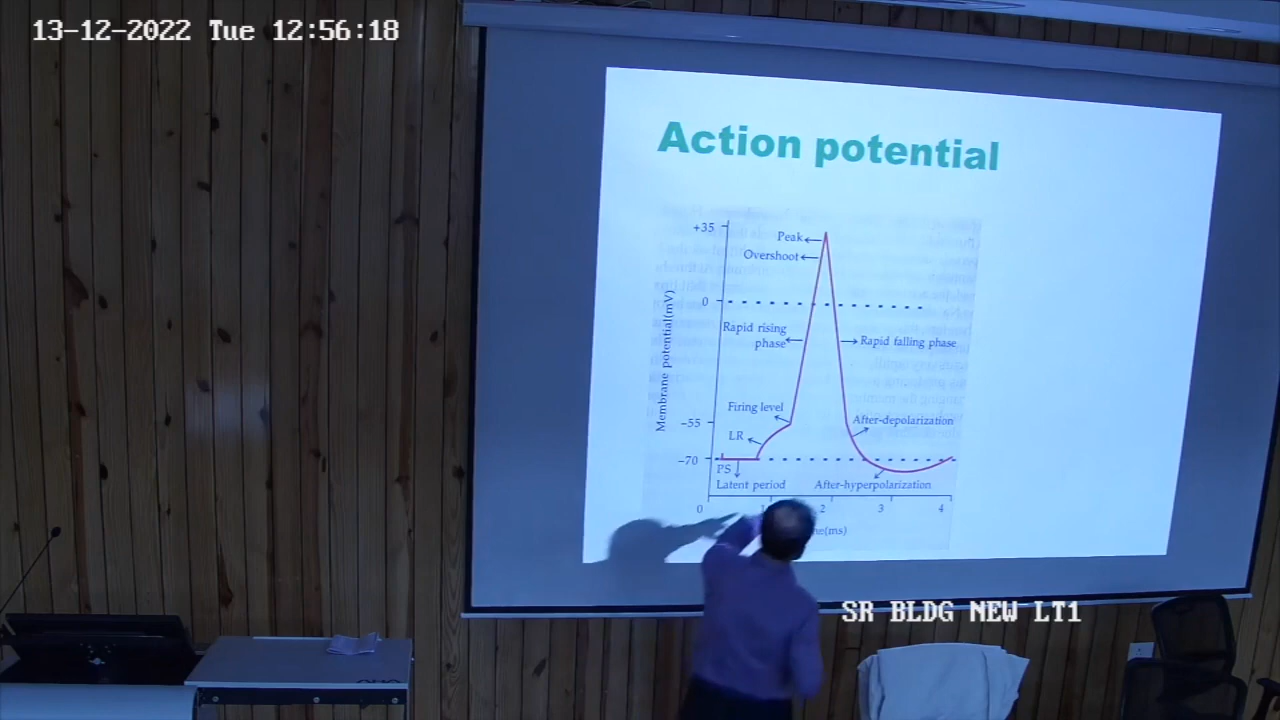 13-12-2022 Tue 12:56:18
Action potential
+35
Peak
Overshoot
0
Rapid rising
phase
Rapid falling phase
Membrane potential(mV)
Firing level
-55
After-depolarization
LR
-70
PS
Latent period
After-hyperpolarization
0 1 2 3 4
(ms)
SR BLDG NEW LT1